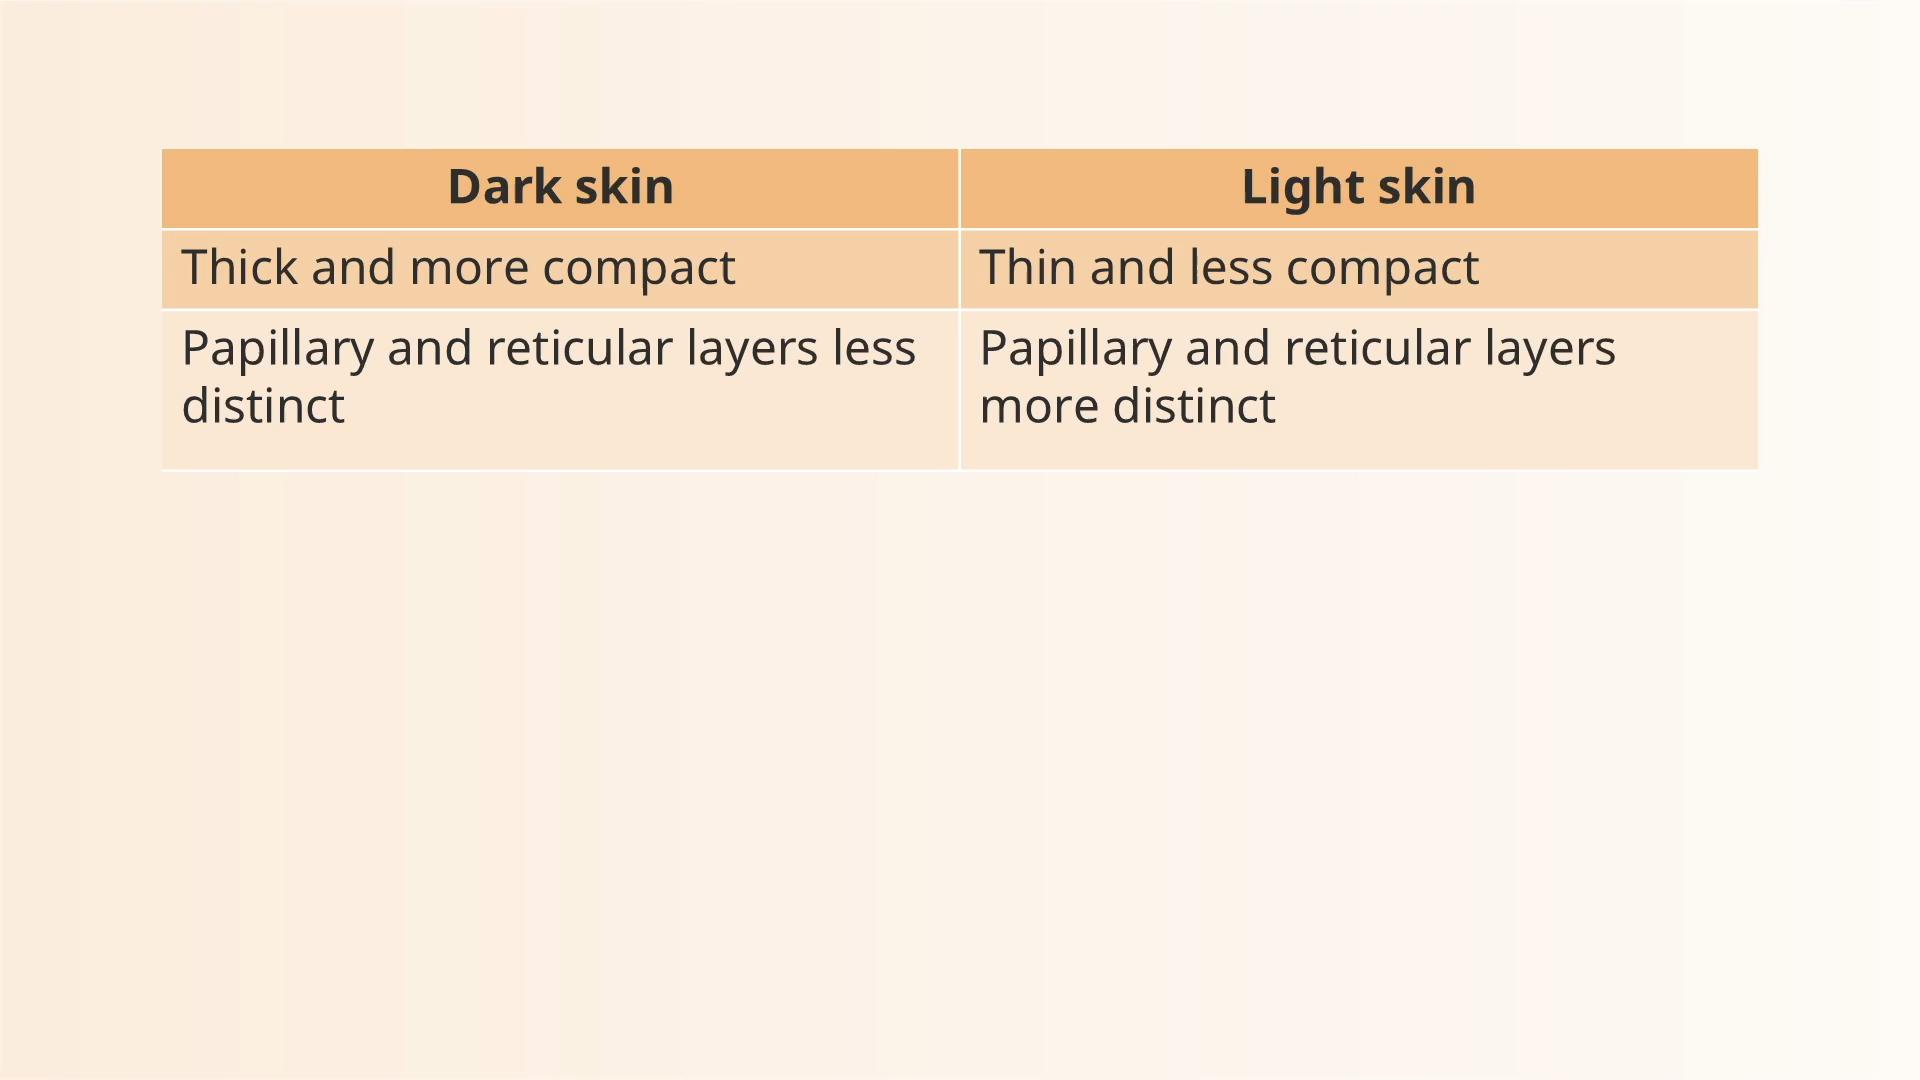 Dark skin
Light skin
Thick and more compact
Thin and less compact
Papillary and reticular layers less
distinct
Papillary and reticular layers
more distinct